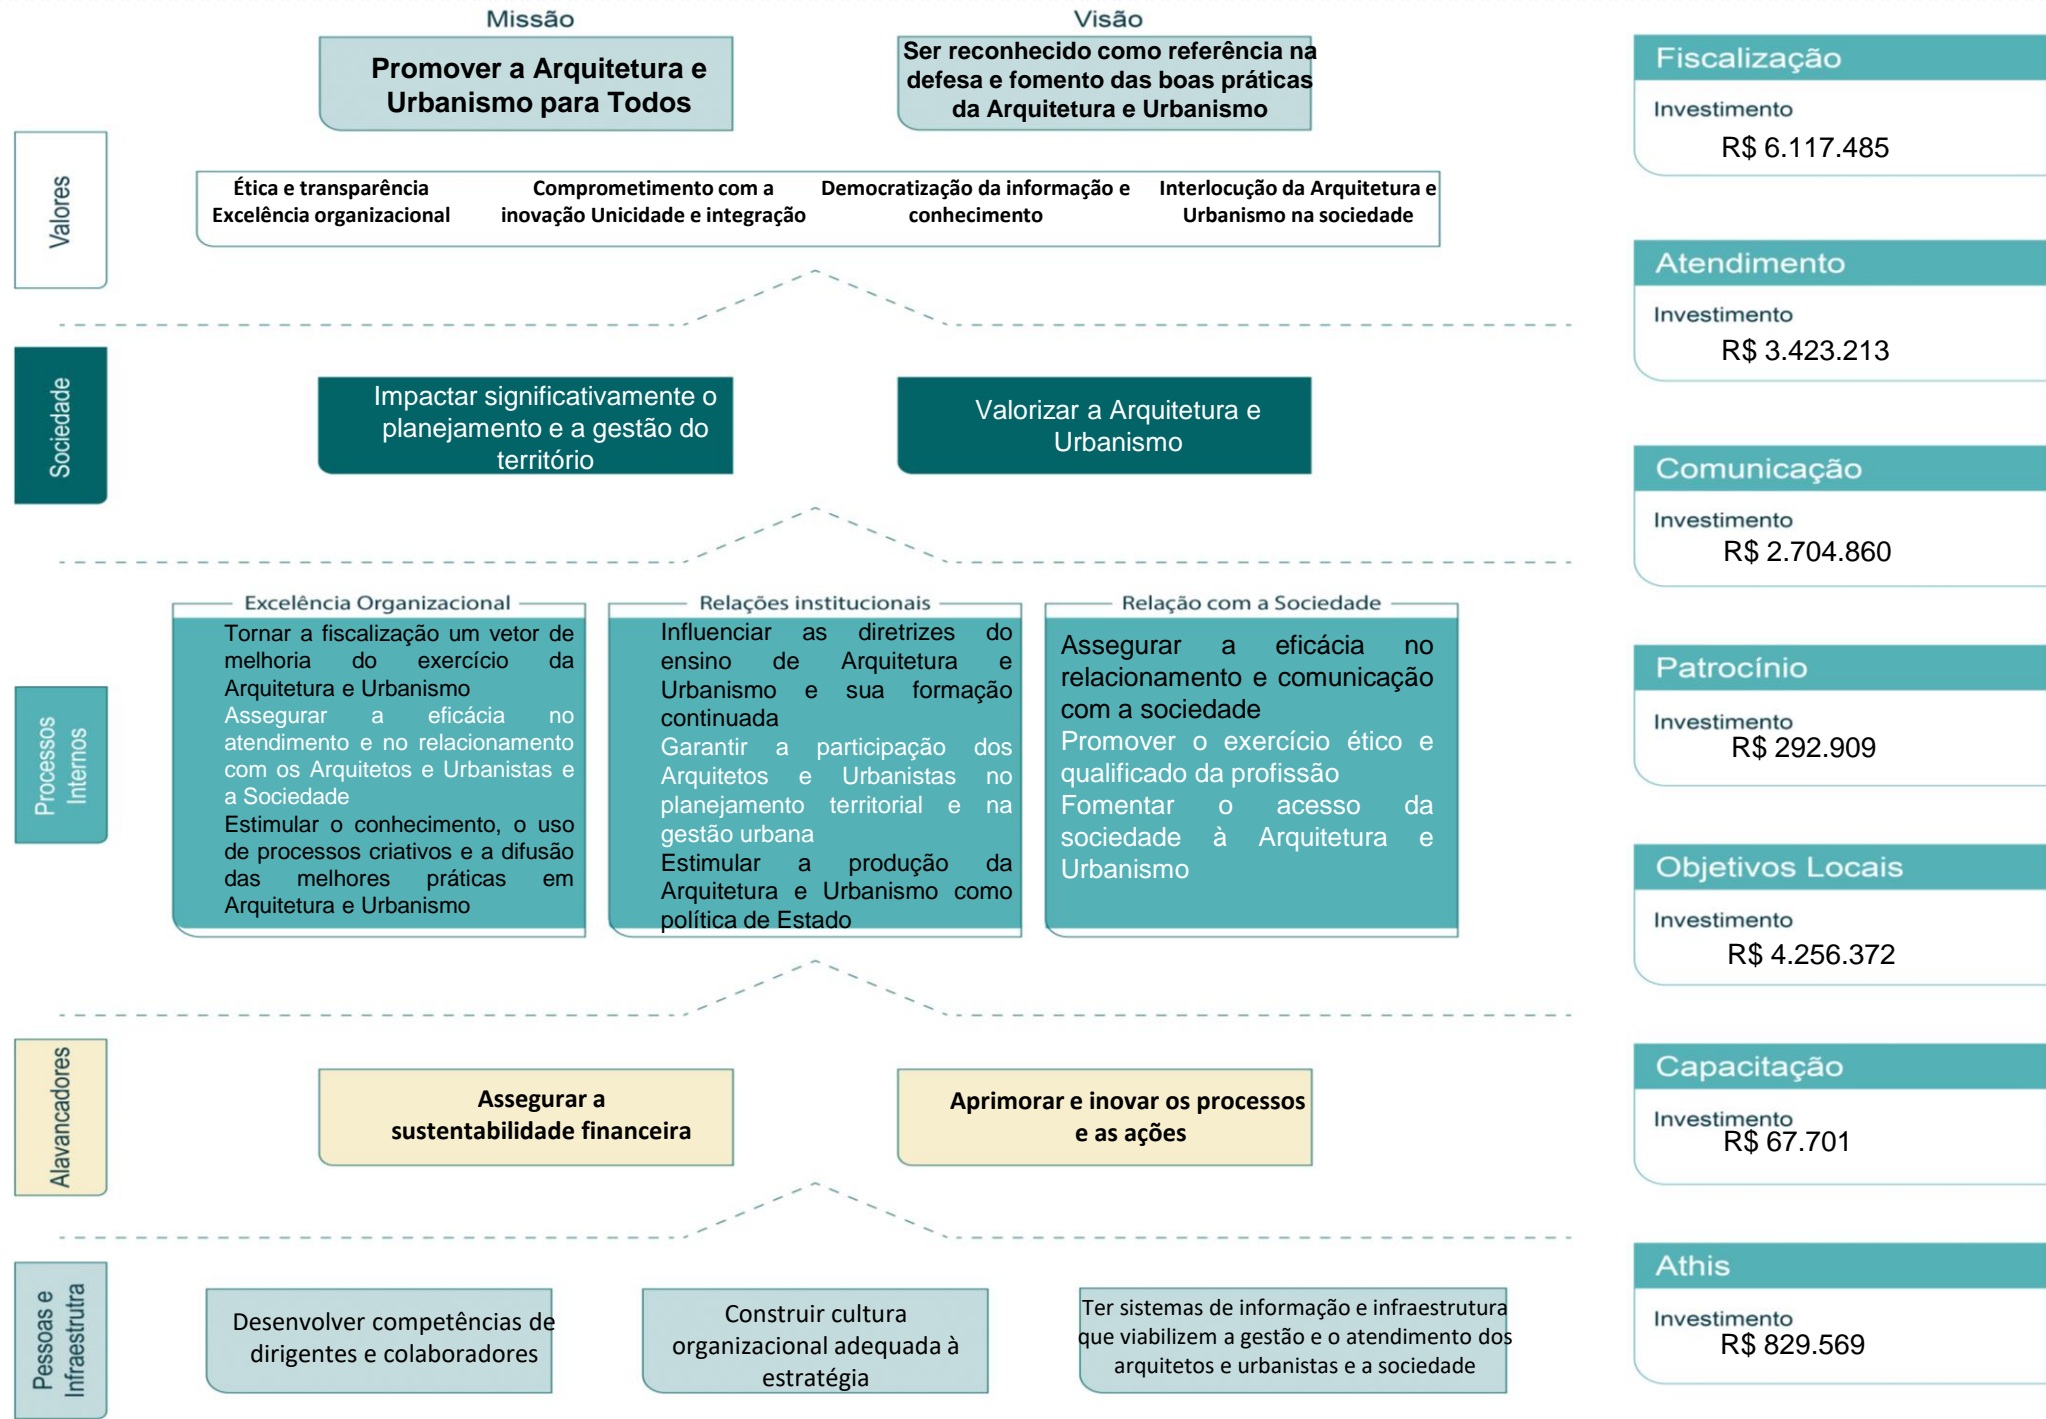 Missão
Promover a Arquitetura e
Urbanismo para Todos
Visão
Ser reconhecido como referência na
defesa e fomento das boas práticas
da Arquitetura e Urbanismo
Valores
Ética e transparência
Excelência organizacional
Comprometimento com a
inovação Unicidade e integração
Democratização da informação e
conhecimento
Interlocução da Arquitetura e
Urbanismo na sociedade
Sociedade
Impactar significativamente o
planejamento e a gestão do
território
Valorizar a Arquitetura e
Urbanismo
Processos
Internos
Excelência Organizacional
Tornar a fiscalização um vetor de
melhoria do exercício da
Arquitetura e Urbanismo
Assegurar a eficácia no
atendimento e no relacionamento
com os Arquitetos e Urbanistas e
a Sociedade
Estimular o conhecimento, o uso
de processos criativos e a difusão
das melhores práticas em
Arquitetura e Urbanismo
Relações institucionais
Influenciar as diretrizes do
ensino de Arquitetura e
Urbanismo e sua formação
continuada
Garantir a participação dos
Arquitetos e Urbanistas no
planejamento territorial e na
gestão urbana
Estimular a produção da
Arquitetura e Urbanismo como
política de Estado
Relação com a Sociedade
Assegurar a eficácia no
relacionamento e comunicação
com a sociedade
Promover o exercício ético e
qualificado da profissão
Fomentar o acesso da
sociedade à Arquitetura e
Urbanismo
Alavancadores
Assegurar a
sustentabilidade financeira
Aprimorar e inovar os processos
e as ações
Pessoas e
Infraestrutra
Desenvolver competências de
dirigentes e colaboradores
Construir cultura
organizacional adequada à
estratégia
Ter sistemas de informação e infraestrutura
que viabilizem a gestão e o atendimento dos
arquitetos e urbanistas e a sociedade
Fiscalização
Investimento
R$ 6.117.485
Atendimento
Investimento
R$ 3.423.213
Comunicação
Investimento
R$ 2.704.860
Patrocínio
Investimento
R$ 292.909
Objetivos Locais
Investimento
R$ 4.256.372
Capacitação
Investimento
R$ 67.701
Athis
Investimento
R$ 829.569